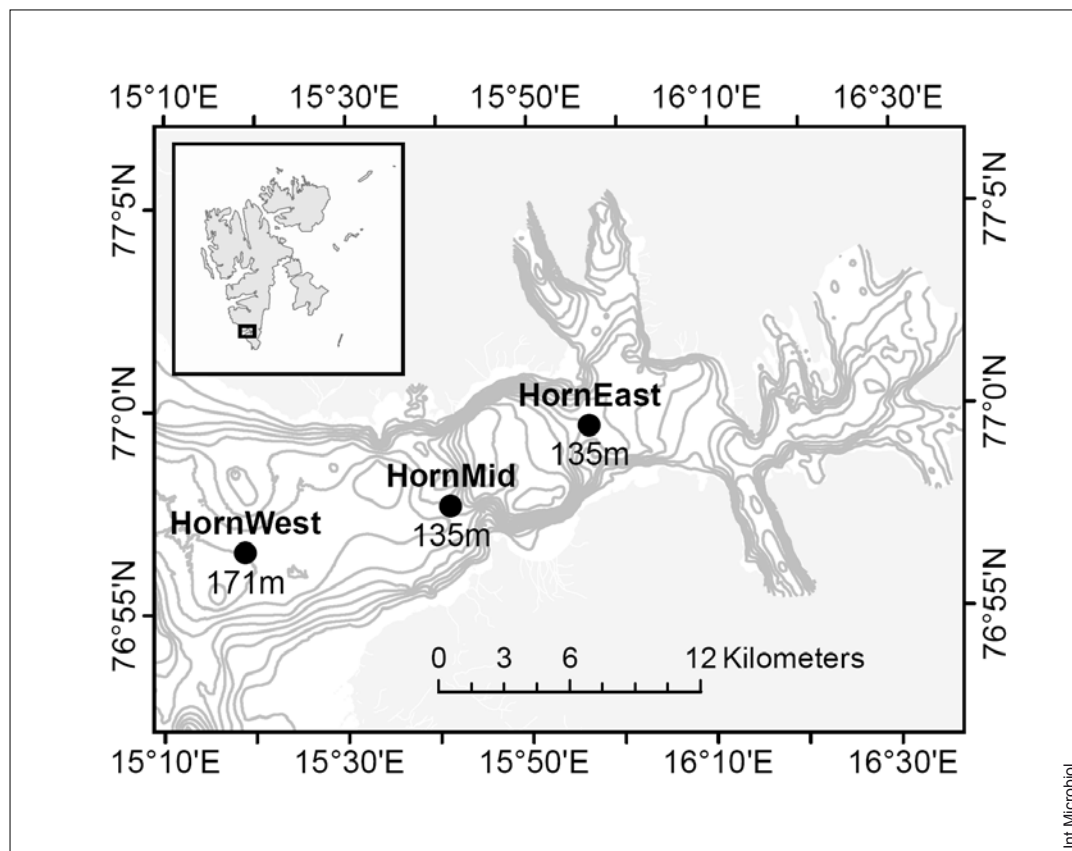 15°10'E 15°30'E 15°50'E 16°10'E 16°30'E
77°5'N
77°5'N
HornEast
135m
77°0'N
77°0'N
HornMid
135m
HornWest
171m
76°55'N
76°55'N
0 3 6 12 Kilometers
15°10'E 15°30'E 15°50'E 16°10'E 16°30'E
Int Microbiol